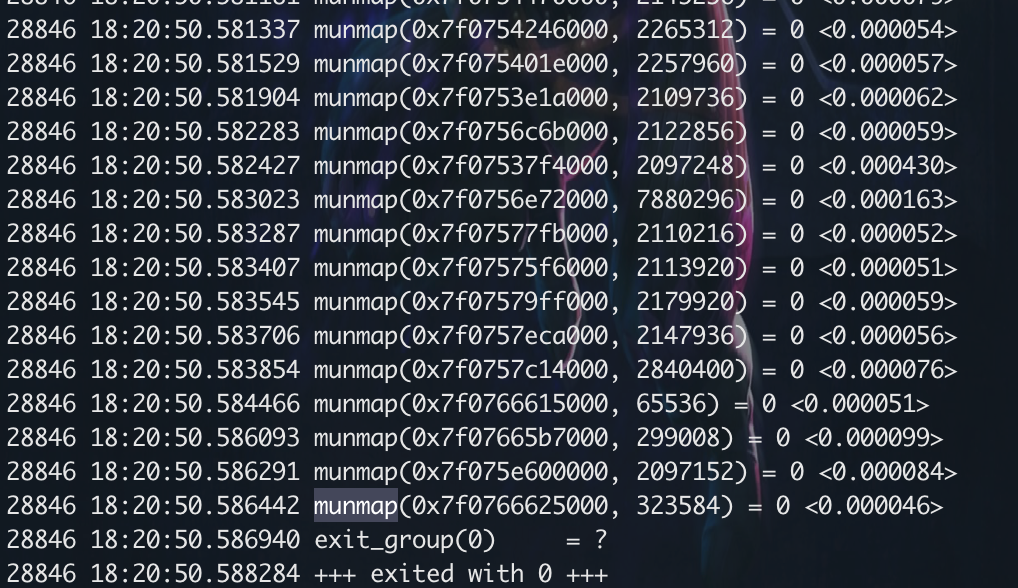 28846 18:20:50.581337 munmap(0x7f0754246000, 2265312) = 0 <0.000054>
28846 18:20:50.581529 munmap(0x7f075401e000, 2257960) = 0 <0.000057>
28846 18:20:50.581904 munmap(0x7f0753e1a000, 2109736) = 0 <0.000062>
28846 18:20:50.582283 munmap(0x7f0756c6b000, 2122856) = 0 <0.000059>
28846 18:20:50.582427 munmap(0x7f07537f4000, 2097248) = 0 <0.000430>
28846 18:20:50.583023 munmap(0x7f0756e72000, 7880296) = 0 <0.000163>
28846 18:20:50.583287 munmap(0x7f07577fb000, 2110216) = 0 <0.000052>
28846 18:20:50.583407 munmap(0x7f07575f6000, 2113920) = 0 <0.000051>
28846 18:20:50.583545 munmap(0x7f07579ff000, 2179920) = 0 <0.000059>
28846 18:20:50.583706 munmap(0x7f0757eca000, 2147936) = 0 <0.000056>
28846 18:20:50.583854 munmap(0x7f0757c14000, 2840400) = 0 <0.000076>
28846 18:20:50.584466 munmap(0x7f0766615000, 65536) = 0 <0.000051>
28846 18:20:50.586093 munmap(0x7f07665b7000, 299008) = 0 <0.000099>
28846 18:20:50.586291 munmap(0x7f075e600000, 2097152) = 0 <0.000084>
28846 18:20:50.586442 munmap(0x7f0766625000, 323584) = 0 <0.000046>
28846 18:20:50.586940 exit_group(0)     = ?
28846 18:20:50.588284 +++ exited with 0 +++